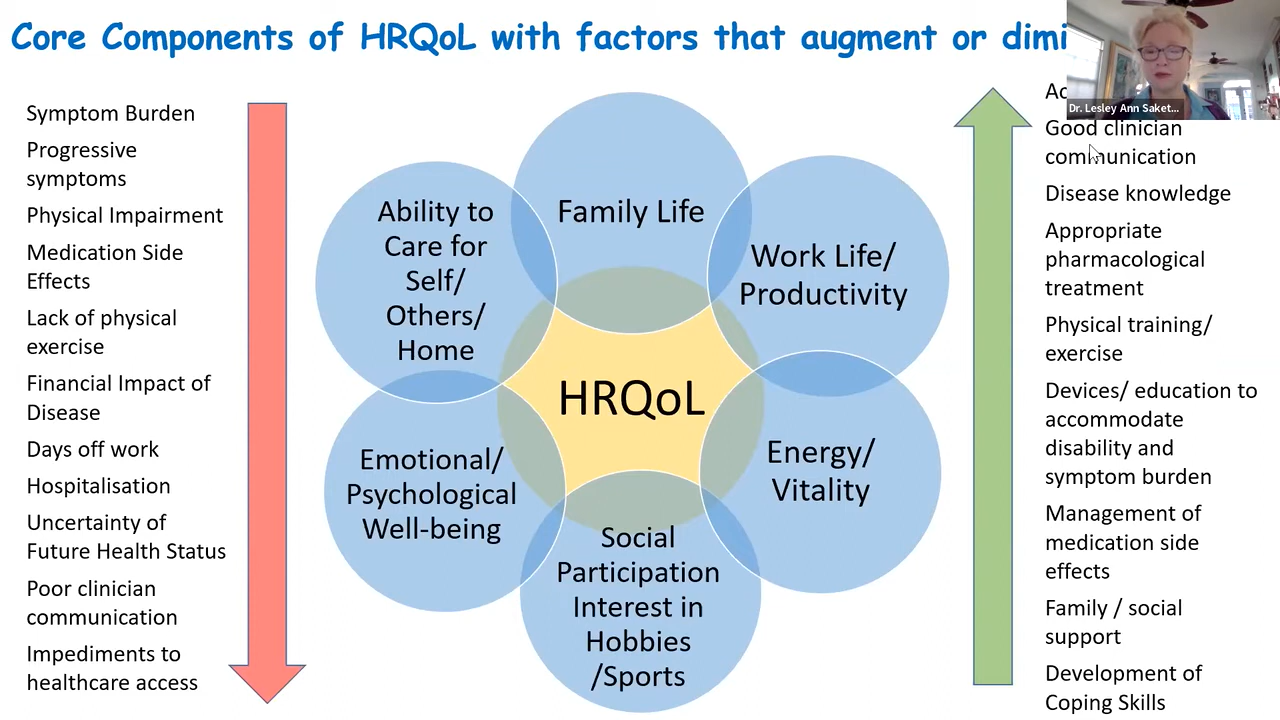 Core Components of HRQoL with factors that augment or
Dr. Lesley Ann Saket...
Symptom Burden
Progressive
symptoms
Physical Impairment
Medication Side
Effects
Lack of physical
exercise
Financial Impact of
Disease
Days off work
Hospitalisation
Uncertainty of
Future Health Status
Poor clinician
communication
Impediments to
healthcare access
Family Life
Ability to
Care for
Self/
Others/
Home
Work Life/
Productivity
HRQoL
Emotional/
Psychological
Well-being
Energy/
Vitality
Social
Participation
Interest in
Hobbies
/Sports
Good clinician
communication
Disease knowledge
Appropriate
pharmacological
treatment
Physical training/
exercise
Devices/ education to
accommodate
disability and
symptom burden
Management of
medication side
effects
Family / social
support
Development of
Coping Skills